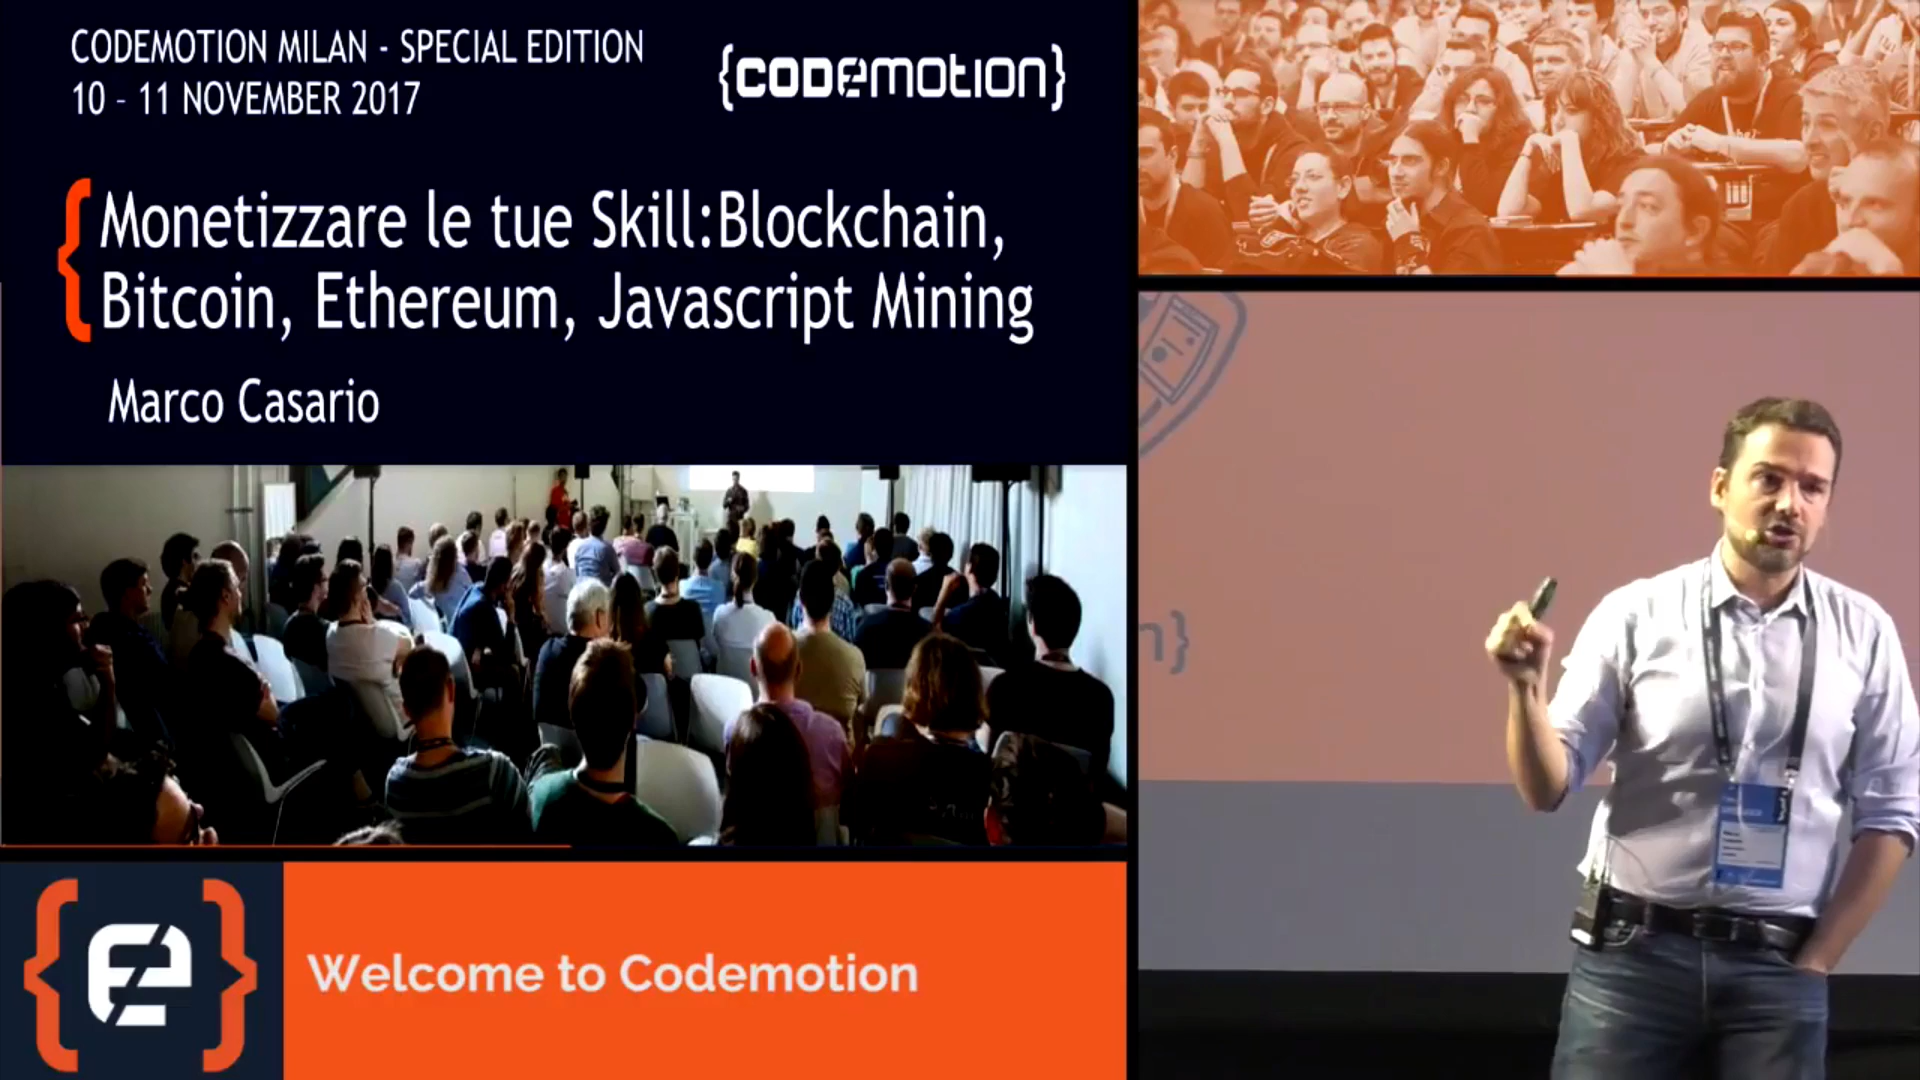 CODEMOTION MILAN - SPECIAL EDITION
10 - 11 NOVEMBER 2017
{CODEMOTION}
Monetizzare le tue Skill:Blockchain,
Bitcoin, Ethereum, Javascript Mining
Marco Casario
n}
Welcome to Codemotion